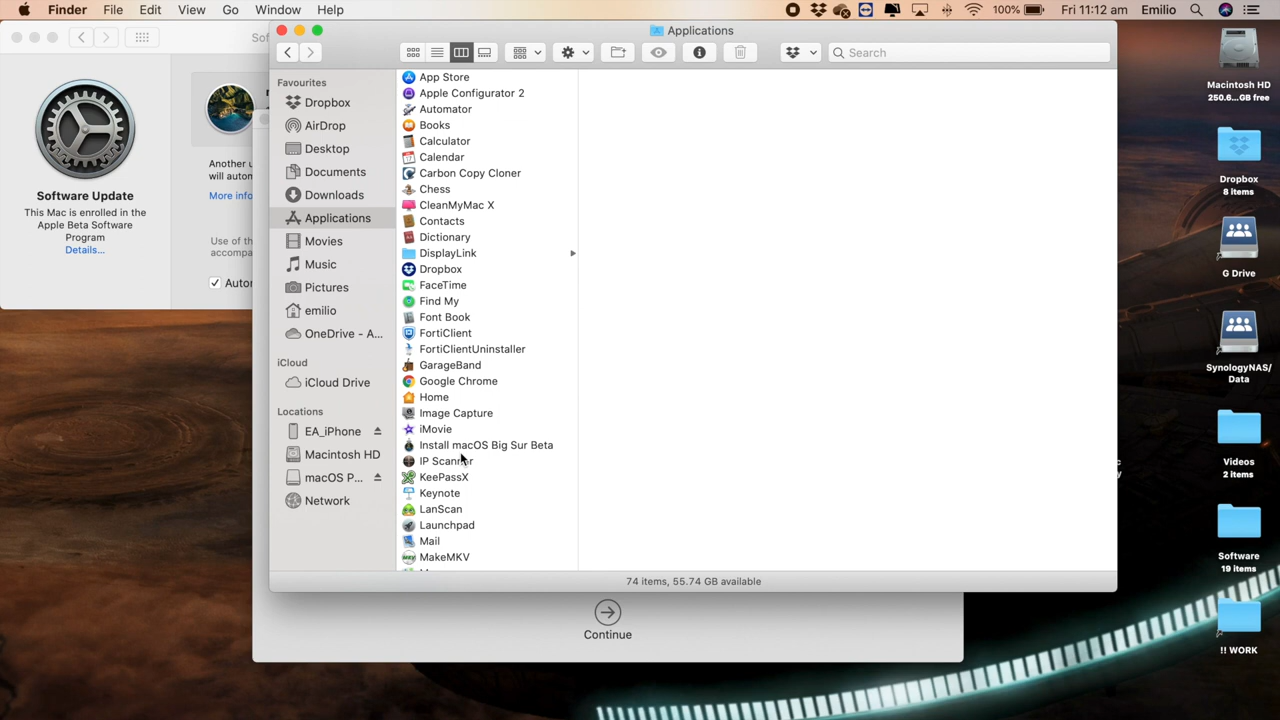 Finder File Edit View Go Window Help
100% Fri 11:12 am Emilio
Applications
Search
Software Update
This Mac is enrolled in the
Apple Beta Software
Program
Details...
Another u
will autom
More info
Use of th
accompa
Autor
Favourites
Dropbox
AirDrop
Desktop
Documents
Downloads
Applications
Movies
Music
Pictures
emilio
OneDrive - A...
iCloud
iCloud Drive
Locations
EA_iPhone
Macintosh HD
macOS P...
Network
App Store
Apple Configurator 2
Automator
Books
Calculator
Calendar
Carbon Copy Cloner
Chess
CleanMyMac X
Contacts
Dictionary
DisplayLink
Dropbox
FaceTime
Find My
Font Book
FortiClient
FortiClientUninstaller
GarageBand
Google Chrome
Home
Image Capture
iMovie
Install macOS Big Sur Beta
IP Scanner
KeePassX
Keynote
LanScan
Launchpad
Mail
MakeMKV
74 items, 55.74 GB available
Continue
Macintosh HD
250.6...GB free
Dropbox
8 items
G Drive
SynologyNAS/
Data
Videos
2 items
Software
19 items
!! WORK